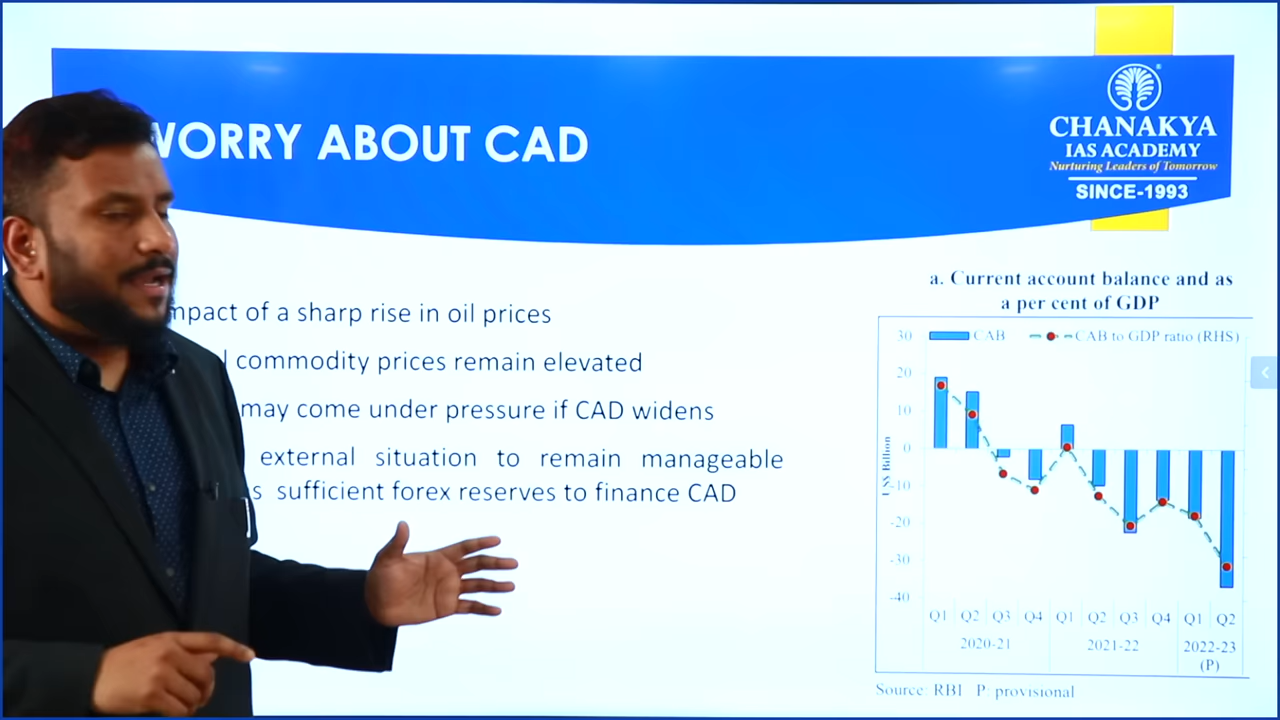 WORRY ABOUT CAD
CHANAKYA
IAS ACADEMY
Nurturing Leaders of Tomorrow
SINCE-1993
mpact of a sharp rise in oil prices
l commodity prices remain elevated
may come under pressure if CAD widens
external situation to remain manageable
s sufficient forex reserves to finance CAD
a. Current account balance and as
a per cent of GDP
CAB
CAB to GDP ratio (RHS)
US$ Billion
30
20
10
0
-10
-20
-30
-40
Q1 Q2 Q3 Q4 Q1 Q2 Q3 Q4 Q1 Q2
2020-21 2021-22 2022-23
(P)
Source: RBI P: provisional